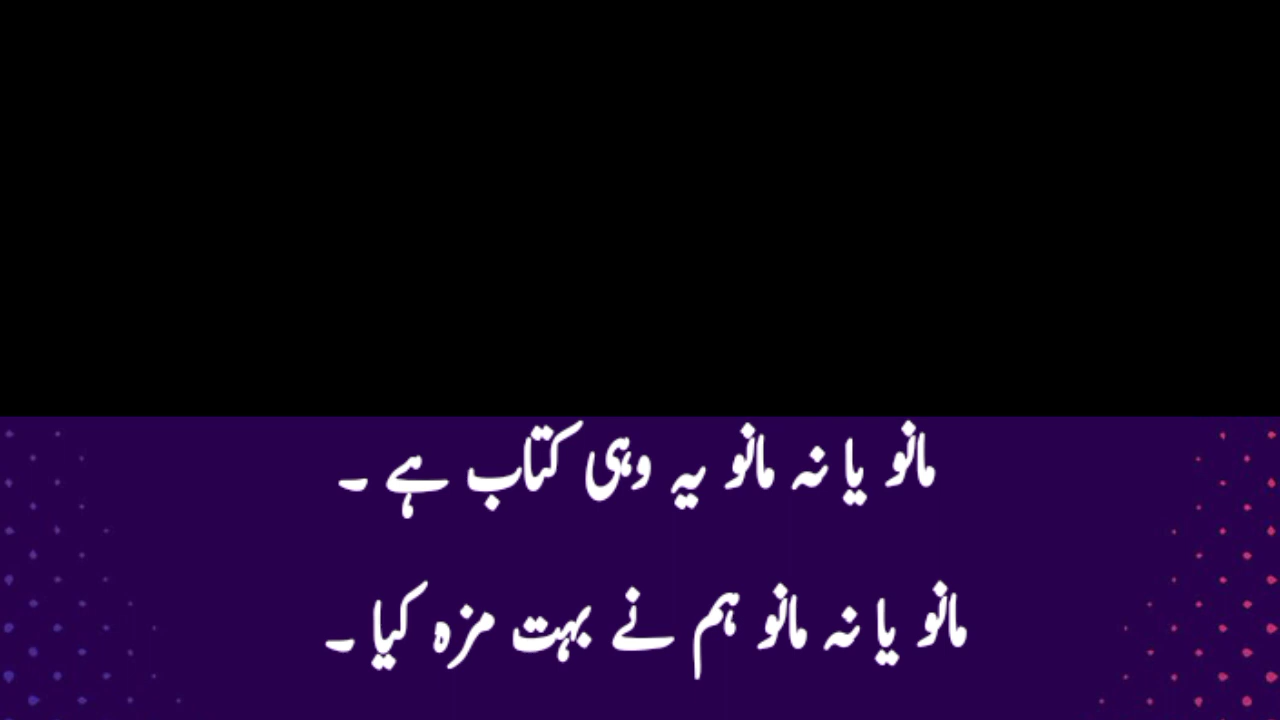 مانو یا نہ مانو یہ وہی کتاب ہے ۔
مانو یا نہ مانو ہم نے بہت مزہ کیا ۔